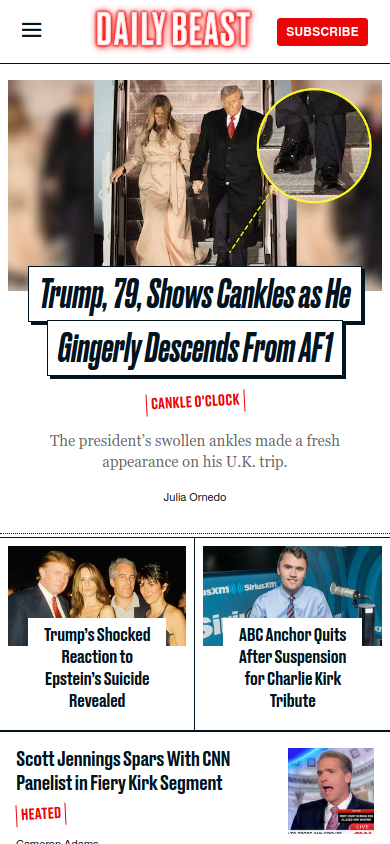 DAILY BEAST
SUBSCRIBE
Trump, 79, Shows Cankles as He
Gingerly Descends From AF1
CANKLE O'CLOCK
The president's swollen ankles made a fresh
appearance on his U.K. trip.
Julia Ornedo
Trump's Shocked
Reaction to
Epstein's Suicide
Revealed
SiriusXM
ABC Anchor Quits
After Suspension
for Charlie Kirk
Tribute
Scott Jennings Spars With CNN
Panelist in Fiery Kirk Segment
HEATED
LIVE
Cameron Adams